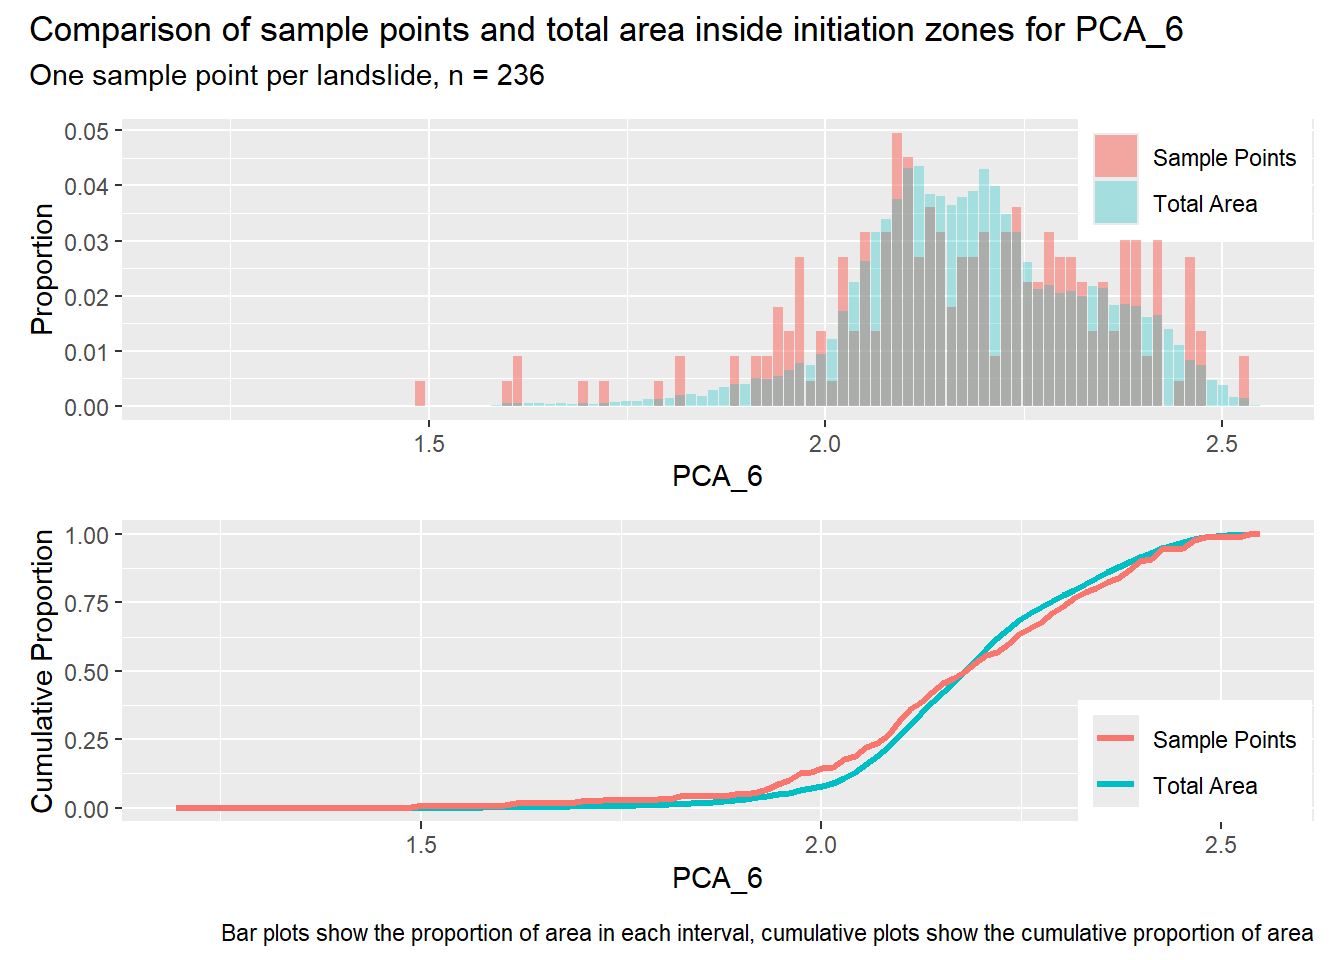 Comparison of sample points and total area inside initiation zones for PCA_6
One sample point per landslide, n = 236
0.05
0.04
0.03
0.02
0.01
0.00
Proportion
Sample Points
Total Area
1.5
2.0
2.5
PCA_6
1.00
0.75
0.50
0.25
0.00
Cumulative Proportion
Sample Points
Total Area
1.5
2.0
2.5
PCA_6
Bar plots show the proportion of area in each interval, cumulative plots show the cumulative proportion of area